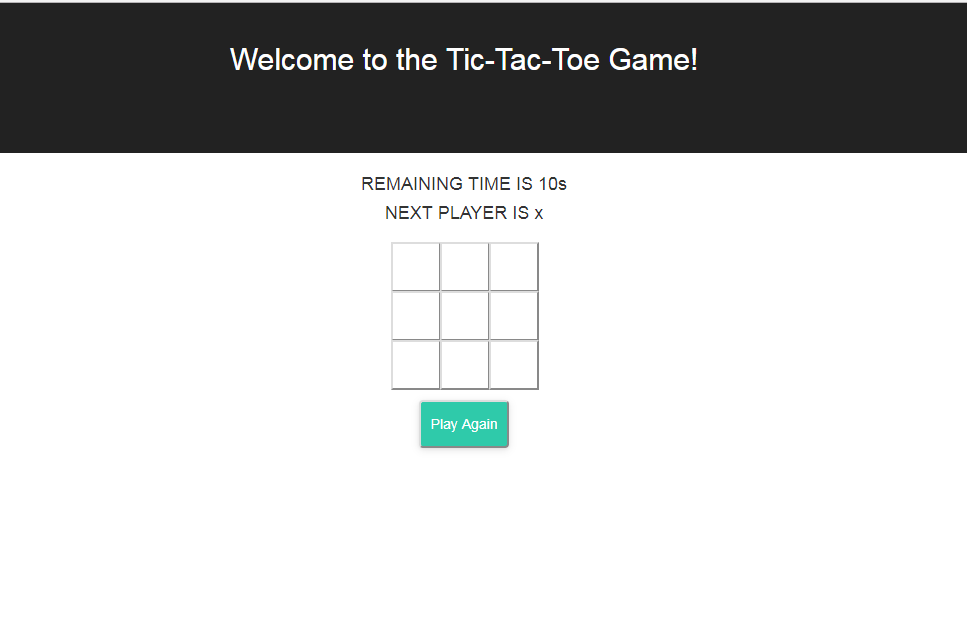 Welcome to the Tic-Tac-Toe Game!
REMAINING TIME IS 10s
NEXT PLAYER IS x
Play Again